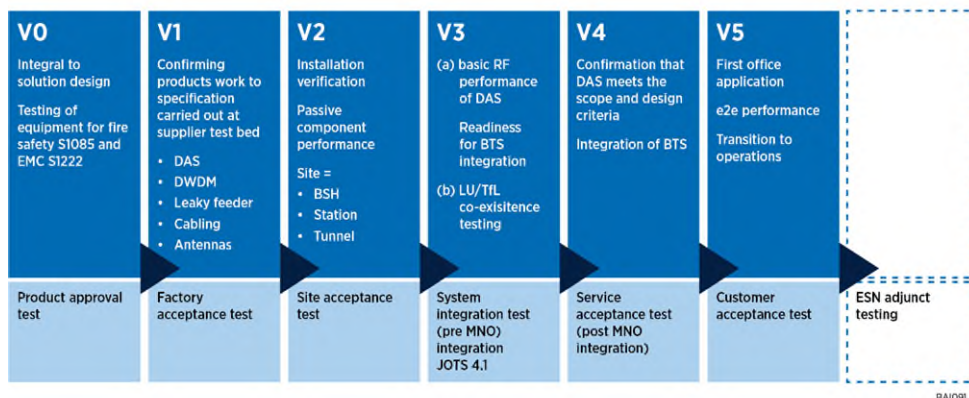 V0
Integral to
solution design
Testing of
equipment for fire
safety S1085 and
EMC S1222
Product approval
test
V1
Confirming
products work to
specification
carried out at
supplier test bed
• DAS
• DWDM
• Leaky feeder
• Cabling
• Antennas
Factory
acceptance test
V2
Installation
verification
Passive
component
performance
Site =
• BSH
• Station
• Tunnel
Site acceptance
test
V3
(a) basic RF
performance
of DAS
Readiness
for BTS
integration
(b) LU/TfL
co-exisitence
testing
System
integration test
(pre MNO)
integration
JOTS 4.1
V4
Confirmation that
DAS meets the
scope and design
criteria
Integration of BTS
Service
acceptance test
(post MNO
integration)
V5
First office
application
e2e performance
Transition to
operations
Customer
acceptance test
ESN adjunct
testing